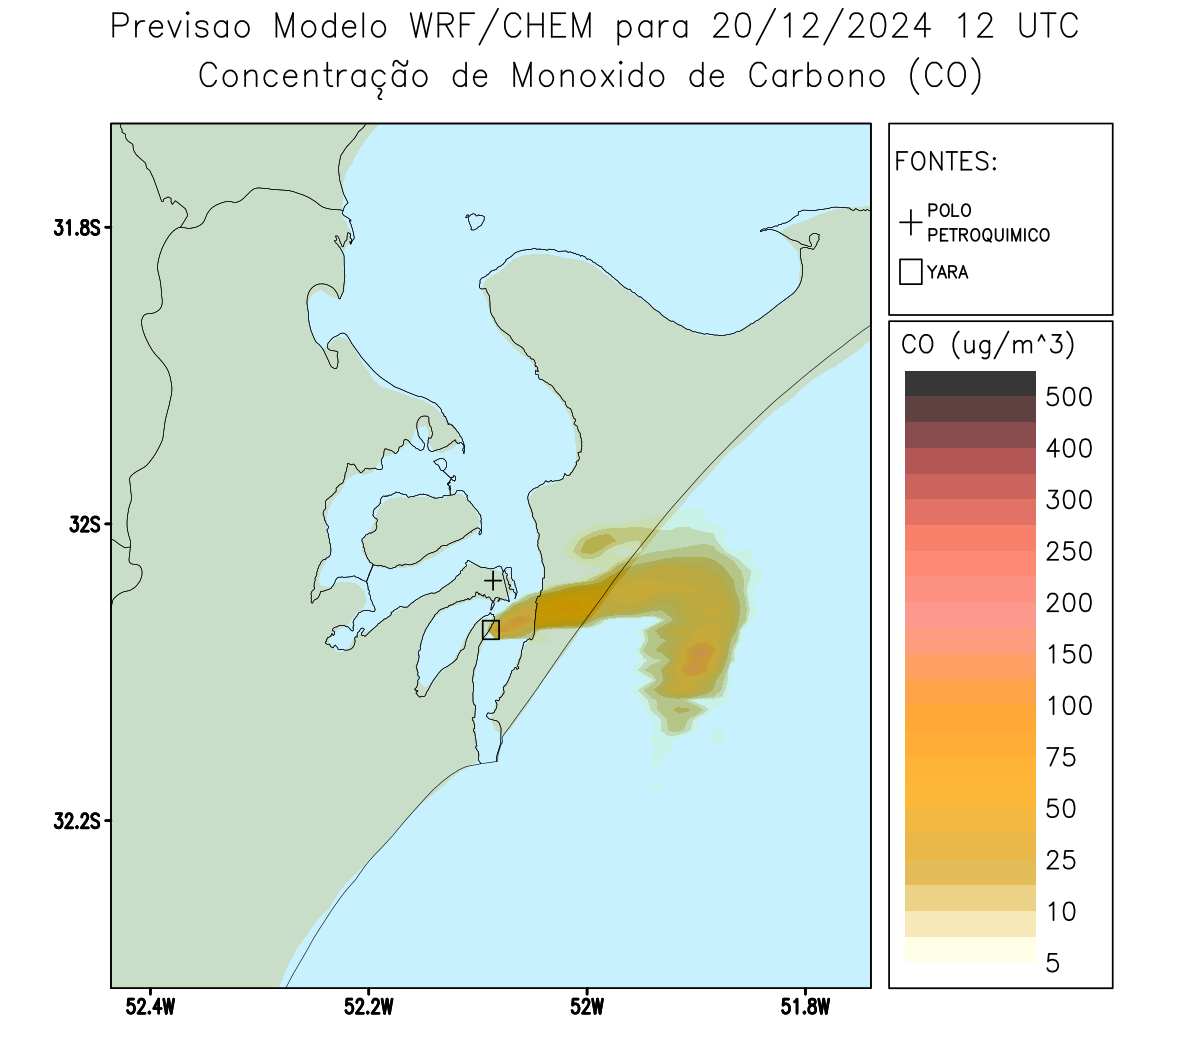 Previsao Modelo WRF/CHEM para 20/12/2024 12 UTC
Concentração de Monoxido de Carbono (CO)
FONTES:
POLO
PETROQUIMICO
YARA
CO (ug/m^3)
500
400
300
250
200
150
100
75
50
25
10
5
31.8S
32S
32.2S
52.4W
52.2W
52W
51.8W